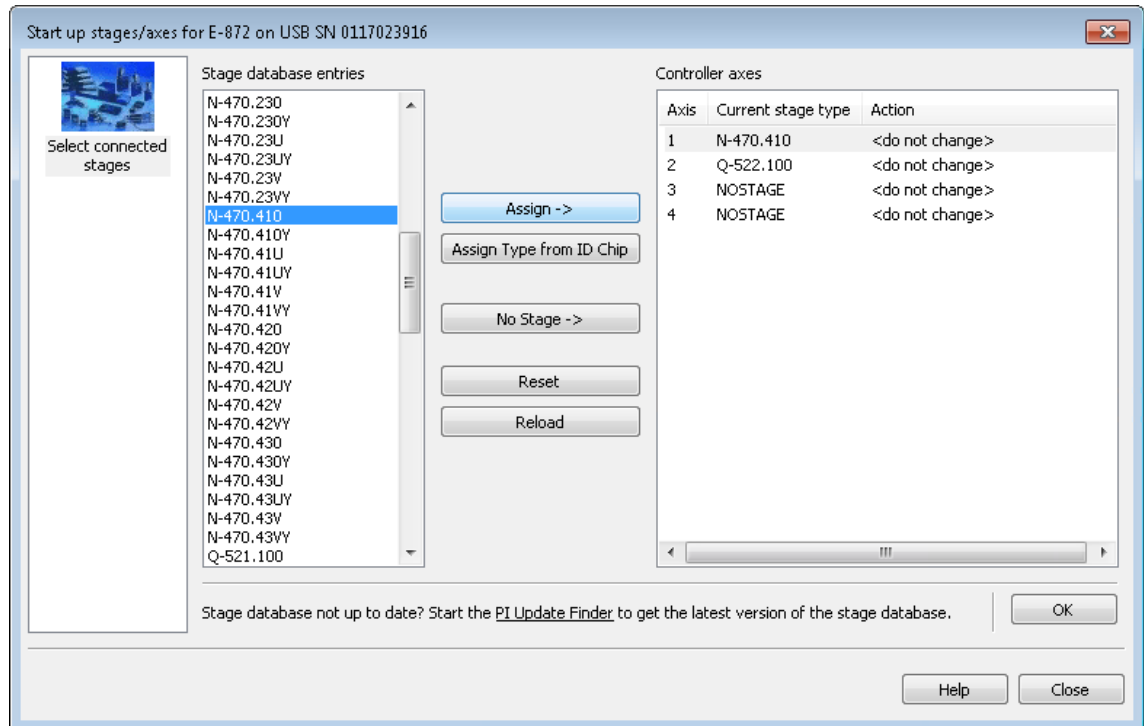 Start up stages/axes for E-872 on USB SN 0117023916
Select connected
stages
Stage database entries
N-470.230
N-470.230Y
N-470.23U
N-470.23UY
N-470.23V
N-470.23VY
N-470.410
N-470.410Y
N-470.41U
N-470.41UY
N-470.41V
N-470.41VY
N-470.420
N-470.420Y
N-470.42U
N-470.42UY
N-470.42V
N-470.42VY
N-470.430
N-470.430Y
N-470.43U
N-470.43UY
N-470.43V
N-470.43VY
Q-521.100
Assign ->
Assign Type from ID Chip
No Stage ->
Reset
Reload
Controller axes
Axis Current stage type Action
1 N-470.410 <do not change>
2 Q-522.100 <do not change>
3 NOSTAGE <do not change>
4 NOSTAGE <do not change>
Stage database not up to date? Start the PI Update Finder to get the latest version of the stage database.
OK
Help
Close